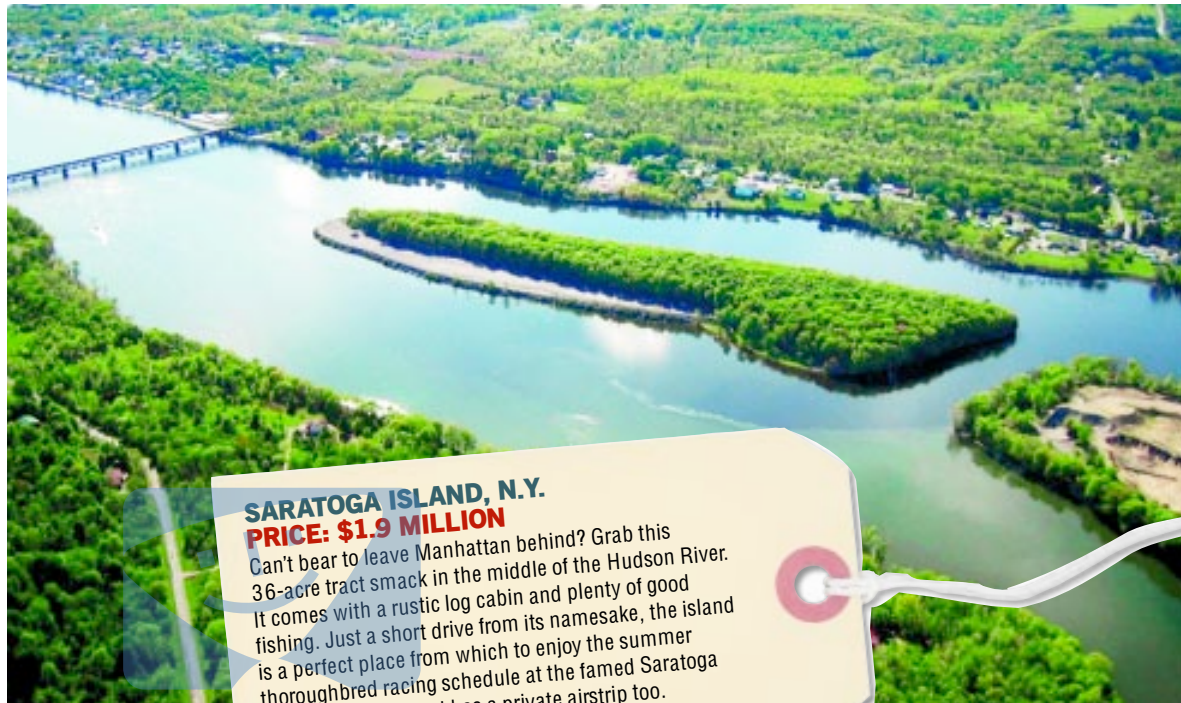 SARATOGA ISLAND, N.Y.
PRICE: $1.9 MILLION
Can't bear to leave Manhattan behind? Grab this
36-acre tract smack in the middle of the Hudson River.
It comes with a rustic log cabin and plenty of good
fishing. Just a short drive from its namesake, the island
is a perfect place from which to enjoy the summer
thoroughbred racing schedule at the famed Saratoga
a private airstrip too.